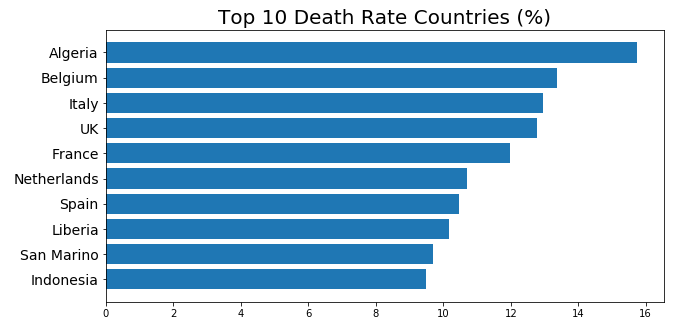 Top 10 Death Rate Countries (%)
Algeria
Belgium
Italy
UK
France
Netherlands
Spain
Liberia
San Marino
Indonesia
0 2 4 6 8 10 12 14 16